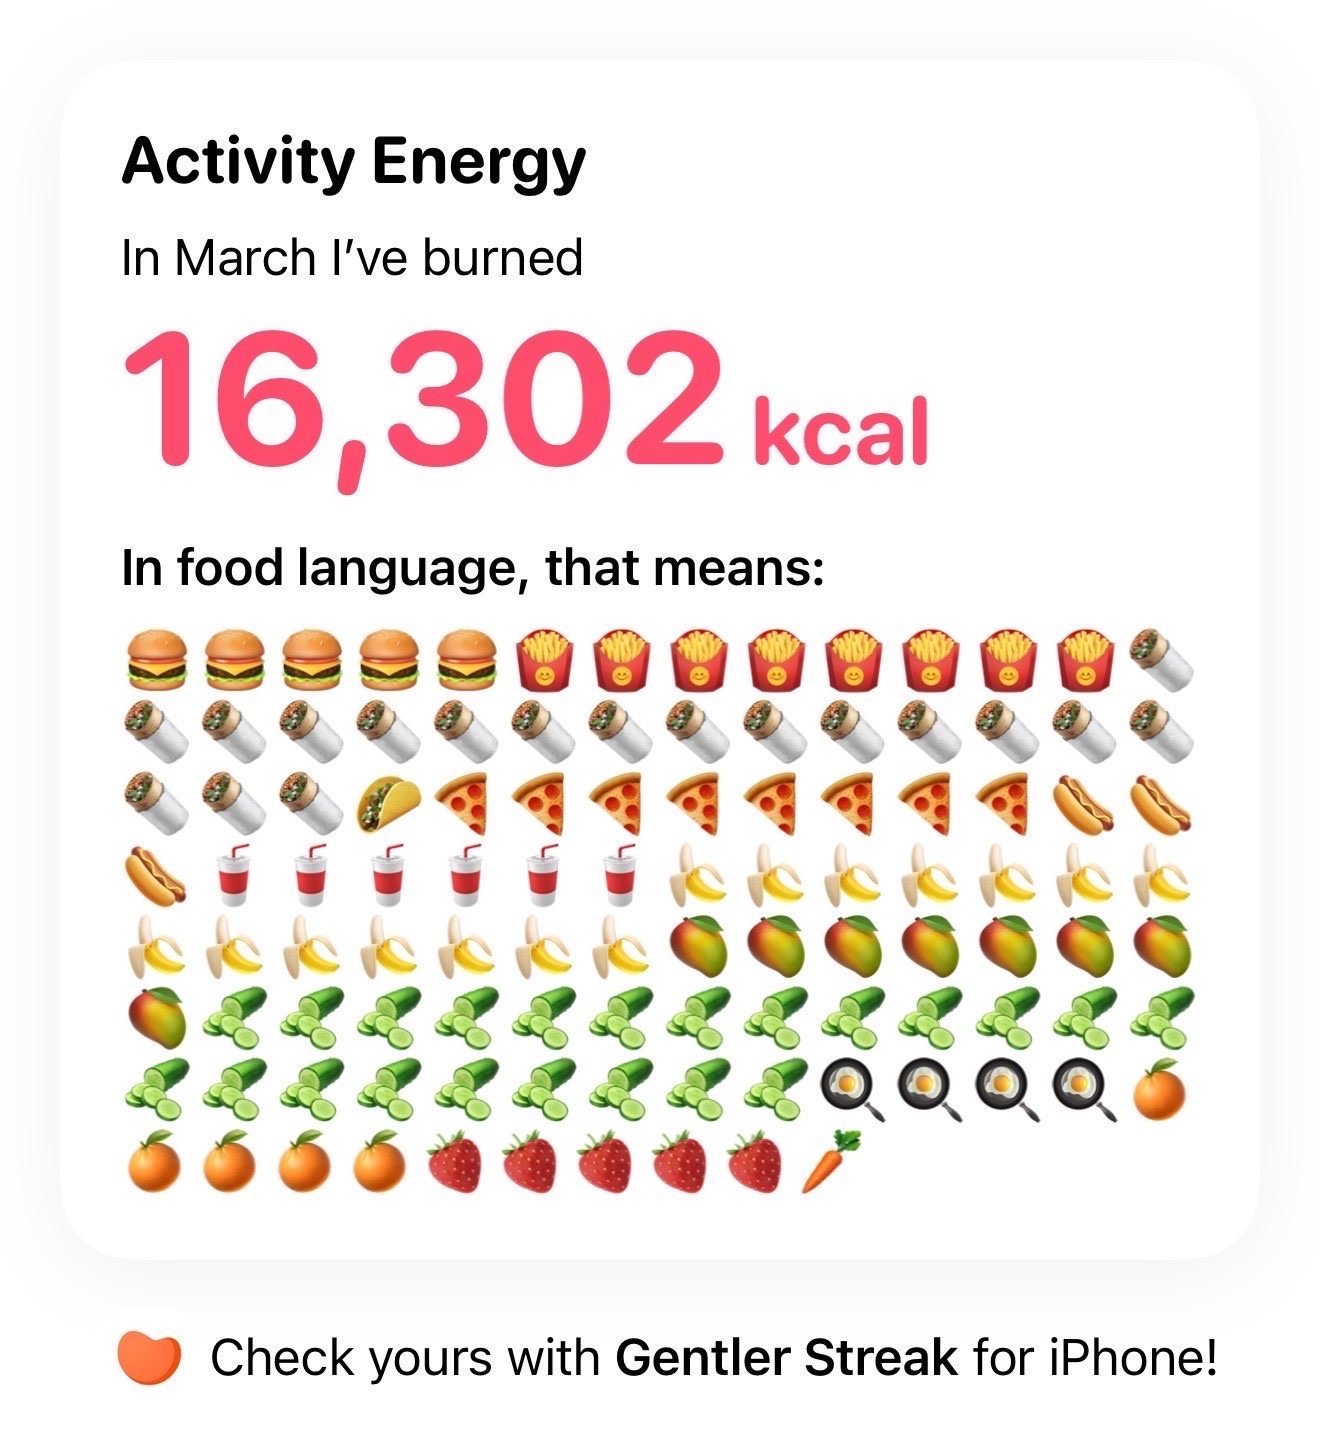 Activity Energy
In March I’ve burned
16,302 kcal
In food language, that means:
Check yours with Gentler Streak for iPhone!